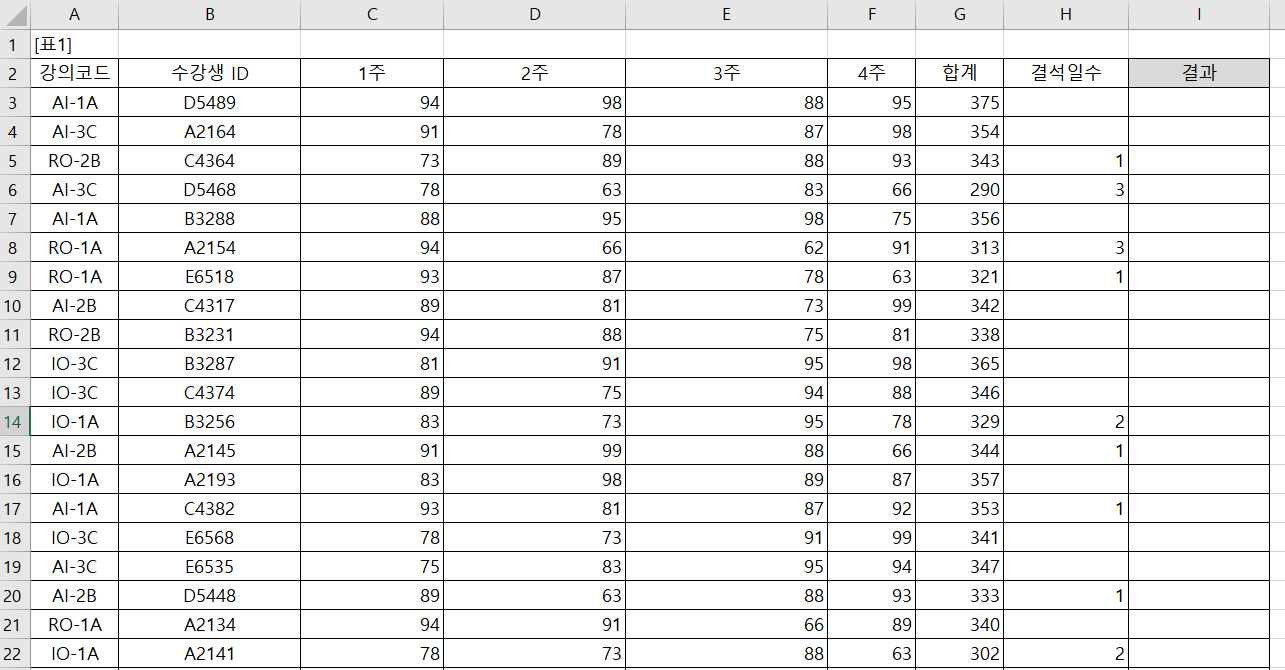 A B C D E F G H I
1 [표1]
2 강의코드 수강생 ID 1주 2주 3주 4주 합계 결석일수 결과
3 AI-1A D5489 94 98 88 95 375
4 AI-3C A2164 91 78 87 98 354
5 RO-2B C4364 73 89 88 93 343 1
6 AI-3C D5468 78 63 83 66 290 3
7 AI-1A B3288 88 95 98 75 356
8 RO-1A A2154 94 66 62 91 313 3
9 RO-1A E6518 93 87 78 63 321 1
10 AI-2B C4317 89 81 73 99 342
11 RO-2B B3231 94 88 75 81 338
12 IO-3C B3287 81 91 95 98 365
13 IO-3C C4374 89 75 94 88 346
14 IO-1A B3256 83 73 95 78 329 2
15 AI-2B A2145 91 99 88 66 344 1
16 IO-1A A2193 83 98 89 87 357
17 AI-1A C4382 93 81 87 92 353 1
18 IO-3C E6568 78 73 91 99 341
19 AI-3C E6535 75 83 95 94 347
20 AI-2B D5448 89 63 88 93 333 1
21 RO-1A A2134 94 91 66 89 340
22 IO-1A A2141 78 73 88 63 302 2